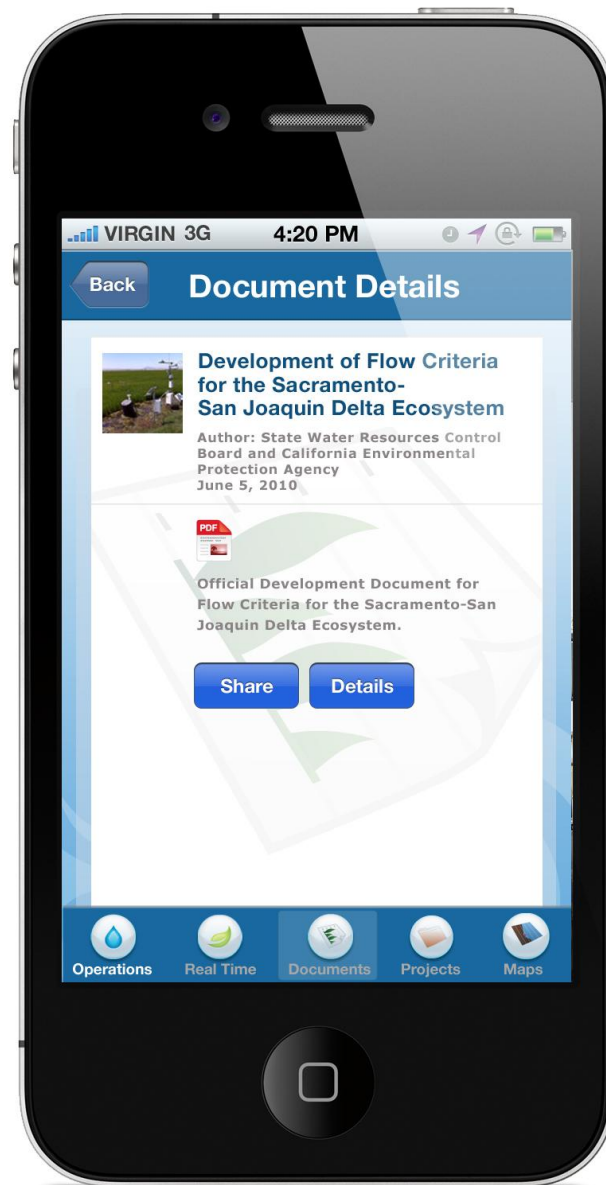 VIRGIN 3G 4:20 PM
Back Document Details
Development of Flow Criteria
for the Sacramento-
San Joaquin Delta Ecosystem
Author: State Water Resources Control
Board and California Environmental
Protection Agency
June 5, 2010
PDF
Official Development Document for
Flow Criteria for the Sacramento-San
Joaquin Delta Ecosystem.
Share Details
Operations Real Time Documents Projects Maps